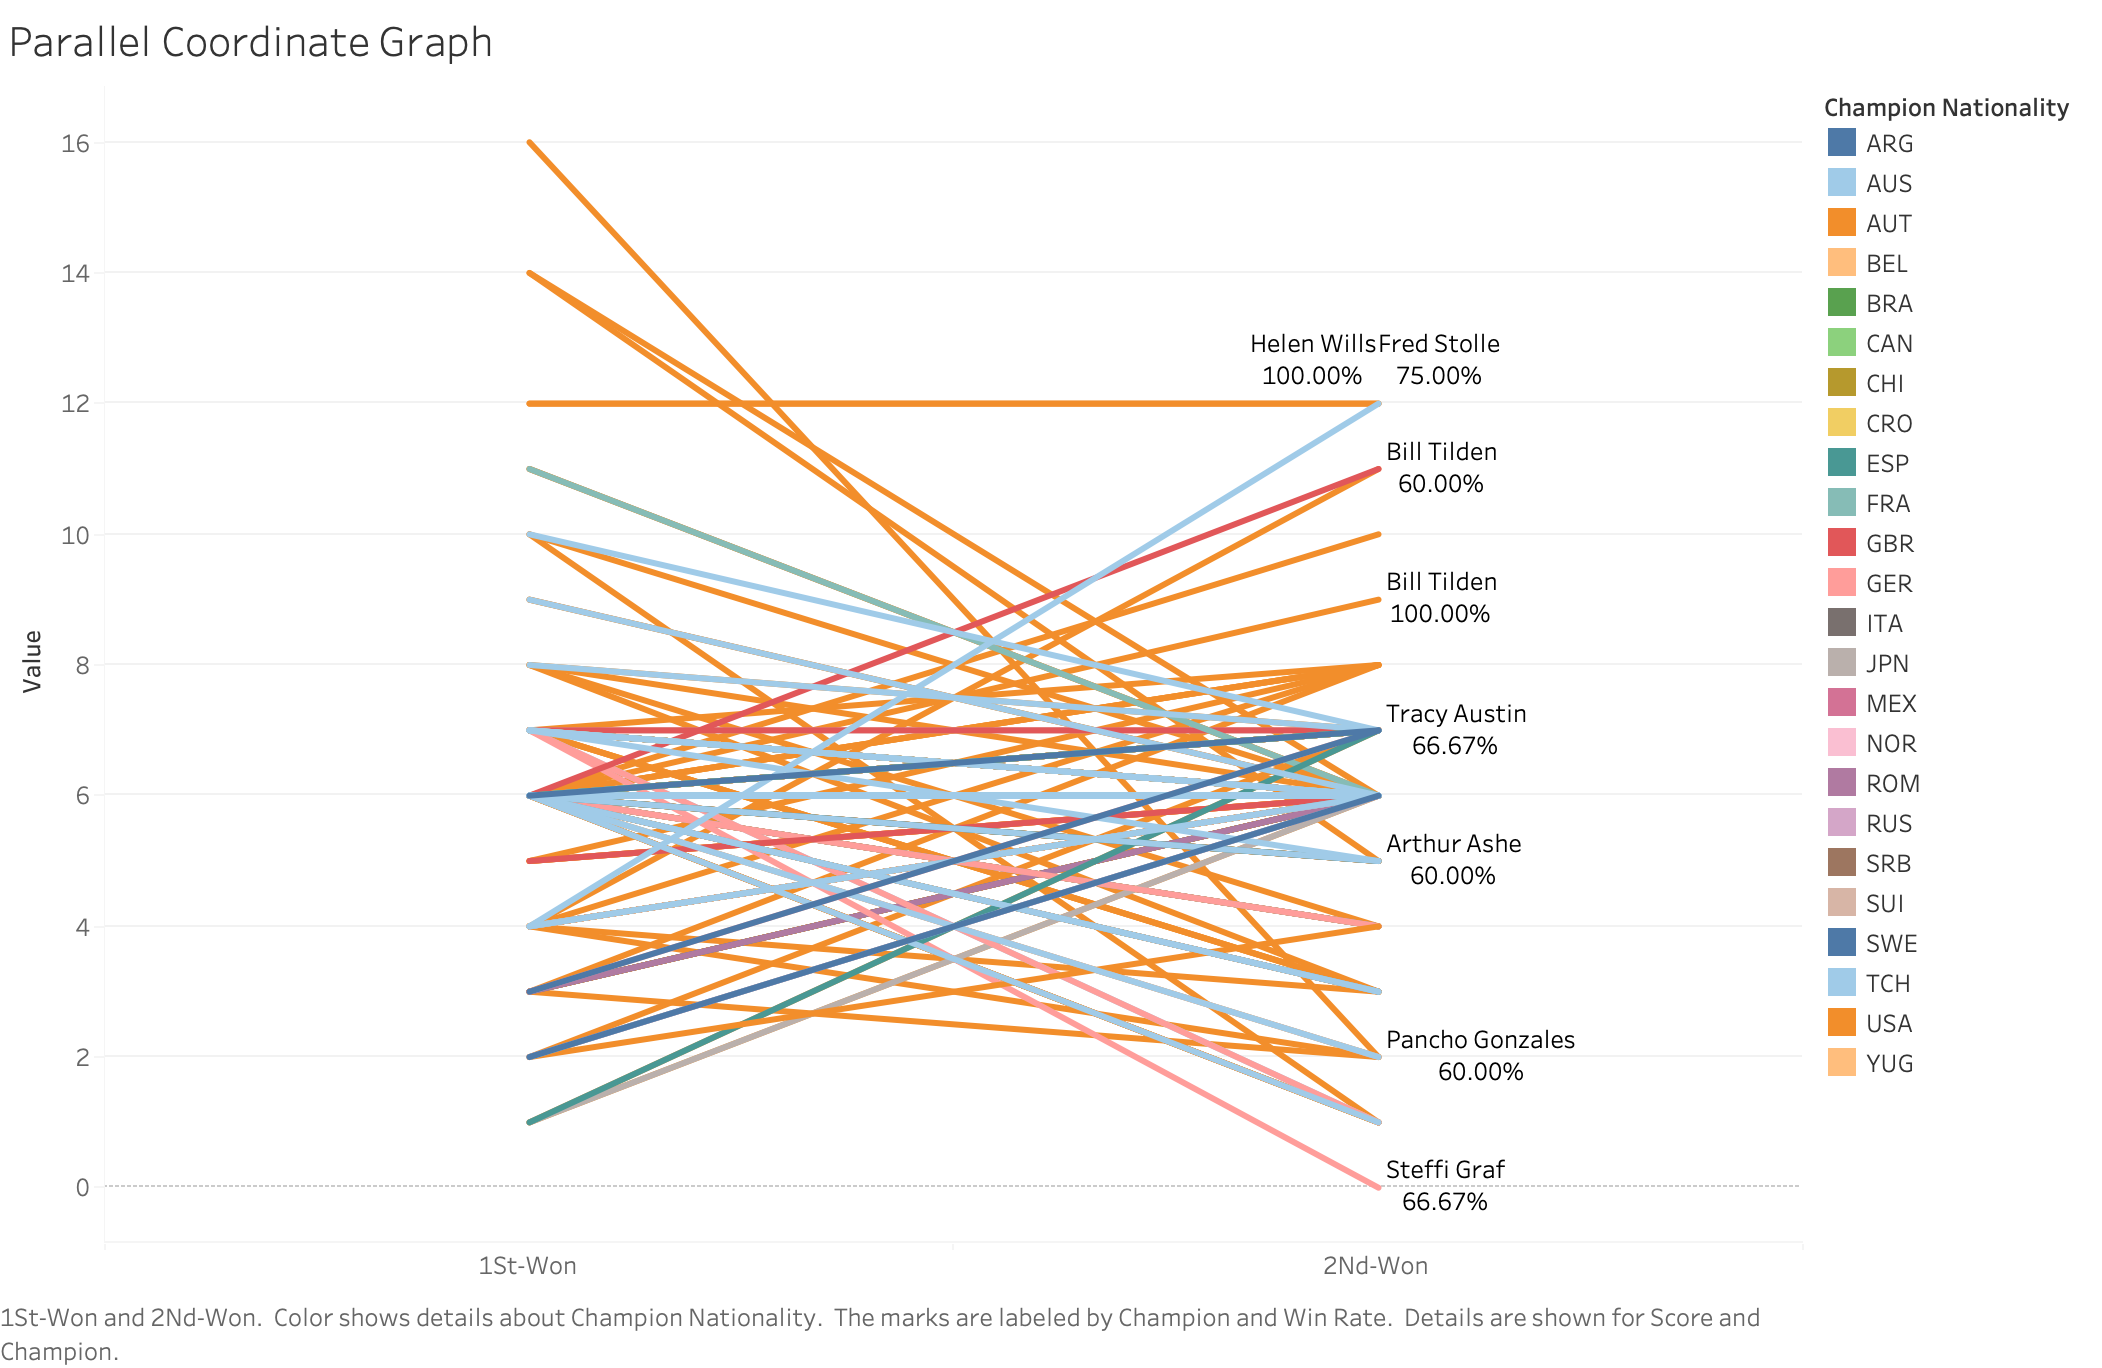 Parallel Coordinate Graph
Champion Nationality
ARG
AUS
AUT
BEL
BRA
CAN
CHI
CRO
ESP
FRA
GBR
GER
ITA
JPN
MEX
NOR
ROM
RUS
SRB
SUI
SWE
TCH
USA
YUG
Value
16
14
12
10
8
6
4
2
0
Helen Wills Fred Stolle
100.00% 75.00%
Bill Tilden
60.00%
Bill Tilden
100.00%
Tracy Austin
66.67%
Arthur Ashe
60.00%
Pancho Gonzales
60.00%
Steffi Graf
66.67%
1St-Won
2Nd-Won
1St-Won and 2Nd-Won. Color shows details about Champion Nationality. The marks are labeled by Champion and Win Rate. Details are shown for Score and
Champion.